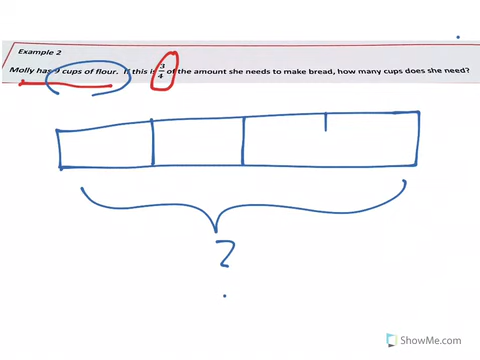 Example 2
Molly has 9 cups of flour. If this is 3/4 of the amount she needs to make bread, how many cups does she need?
?
ShowMe.com